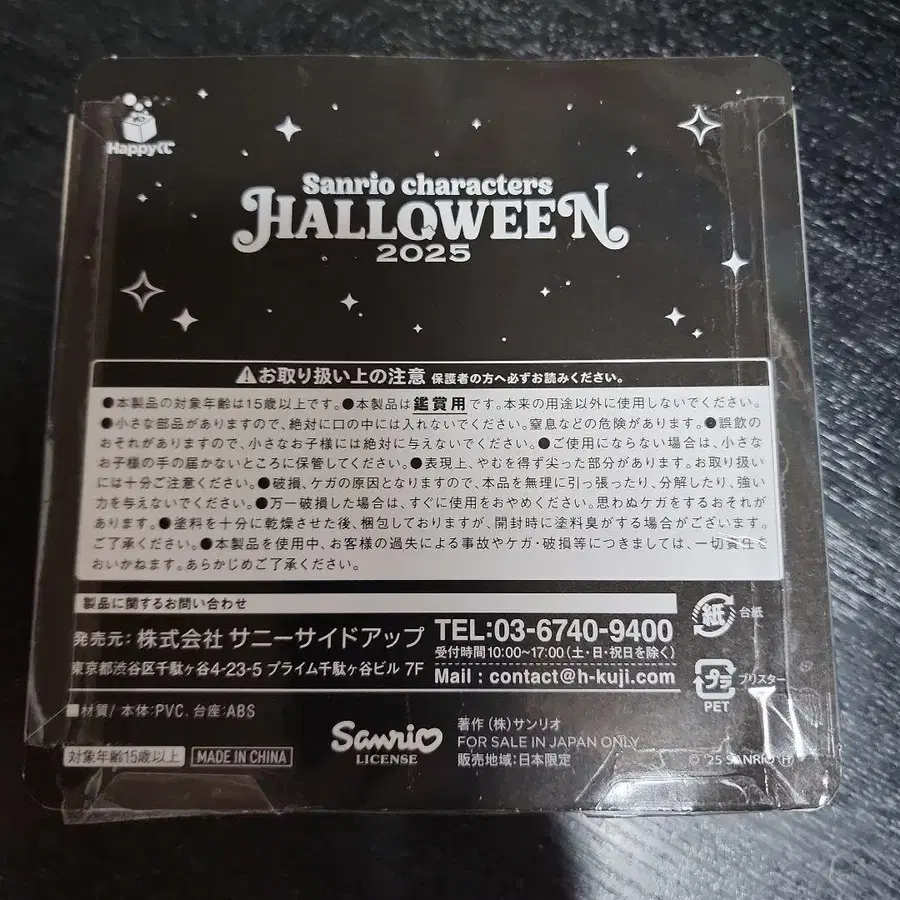 Happyくじ
Sanrio characters
HALLOWEEN
2025
お取り扱い上の注意 保護者の方へ必ずお読みください。
●本製品の対象年齢は15歳以上です。●本製品は鑑賞用です。本来の用途以外に使用しないでください。
●小さな部品がありますので、絶対に口の中には入れないでください。窒息などの危険があります。●誤飲の
おそれがありますので、小さなお子様には絶対に与えないでください。●ご使用にならない場合は、小さな
お子様の手の届かないところに保管してください。●表現上、やむを得ず尖った部分があります。お取り扱い
には十分ご注意ください。●破損、ケガの原因となりますので、本品を無理に引っ張ったり、分解したり、強い
力を与えないでください。●万一破損した場合は、すぐに使用をおやめください。思わぬケガをするおそれが
あります。●塗料を十分に乾燥させた後、梱包しておりますが、開封時に塗料臭がする場合がございます。
ご了承ください。●本製品を使用中、お客様の過失による事故やケガ・破損等につきましては、一切責任を
おいかねます。あらかじめご了承ください。
製品に関するお問い合わせ
発売元: 株式会社 サニーサイドアップ
東京都渋谷区千駄ヶ谷4-23-5 プライム千駄ヶ谷ビル 7F
TEL:03-6740-9400
受付時間10:00~17:00(土・日・祝日を除く)
Mail : contact@h-kuji.com
紙 台紙
プラ ブリスター
PET
■材質/ 本体:PVC、台座:ABS
対象年齢15歳以上
MADE IN CHINA
Sanrio
LICENSE
著作 (株)サンリオ
FOR SALE IN JAPAN ONLY
販売地域:日本限定
© '25 SANRIO Ⓗ